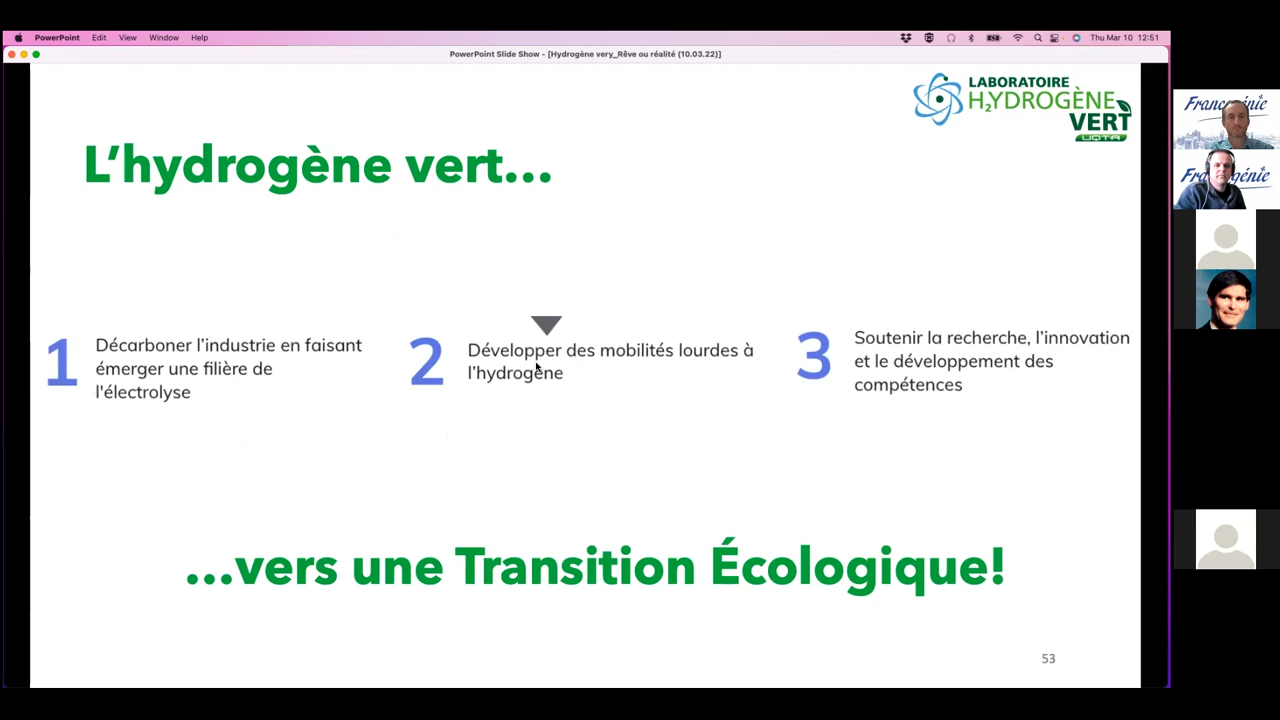 PowerPoint Edit View Window Help
Thu Mar 10 12:51
PowerPoint Slide Show - [Hydrogène very_Rêve ou réalité (10.03.22)]
LABORATOIRE
H2YDROGÈNE
VERT
UQTR
L’hydrogène vert...
1
Décarboner l’industrie en faisant
émerger une filière de
l'électrolyse
2
Développer des mobilités lourdes à
l’hydrogène
3
Soutenir la recherche, l’innovation
et le développement des
compétences
...vers une Transition Écologique!
53